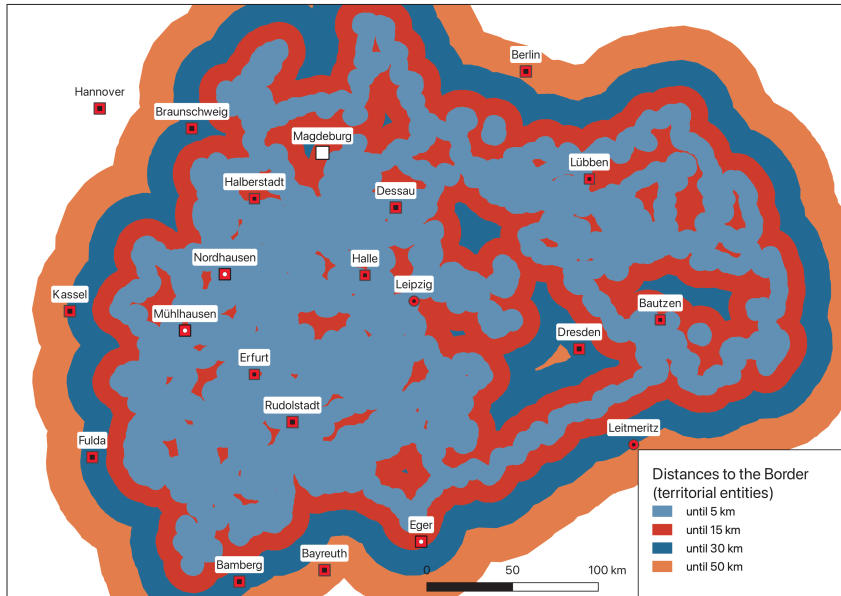 Berlin
Hannover
Braunschweig
Magdeburg
Lübben
Halberstadt
Dessau
Nordhausen
Halle
Leipzig
Kassel
Bautzen
Mühlhausen
Dresden
Erfurt
Rudolstadt
Leitmeritz
Fulda
Eger
Bayreuth
Bamberg
Distances to the Border
(territorial entities)
until 5 km
until 15 km
until 30 km
until 50 km
0 50 100 km